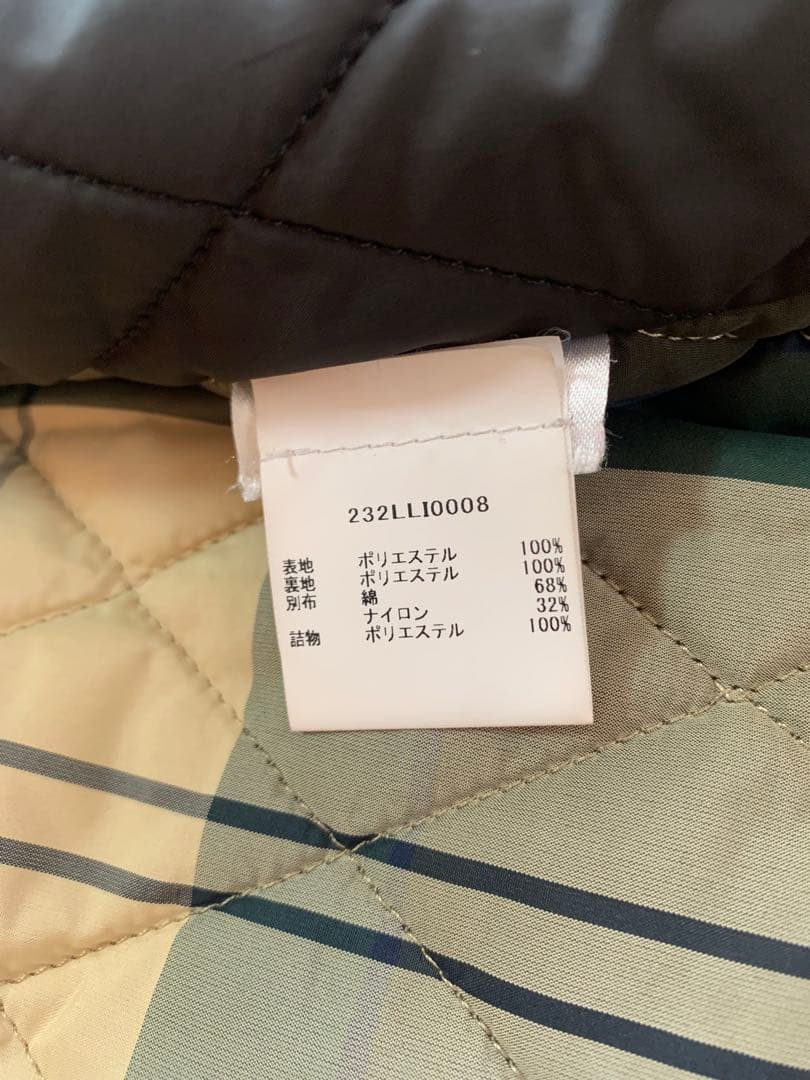 232LLI0008
表地 ポリエステル 100%
裏地 ポリエステル 100%
別布 綿 68%
ナイロン 32%
詰物 ポリエステル 100%